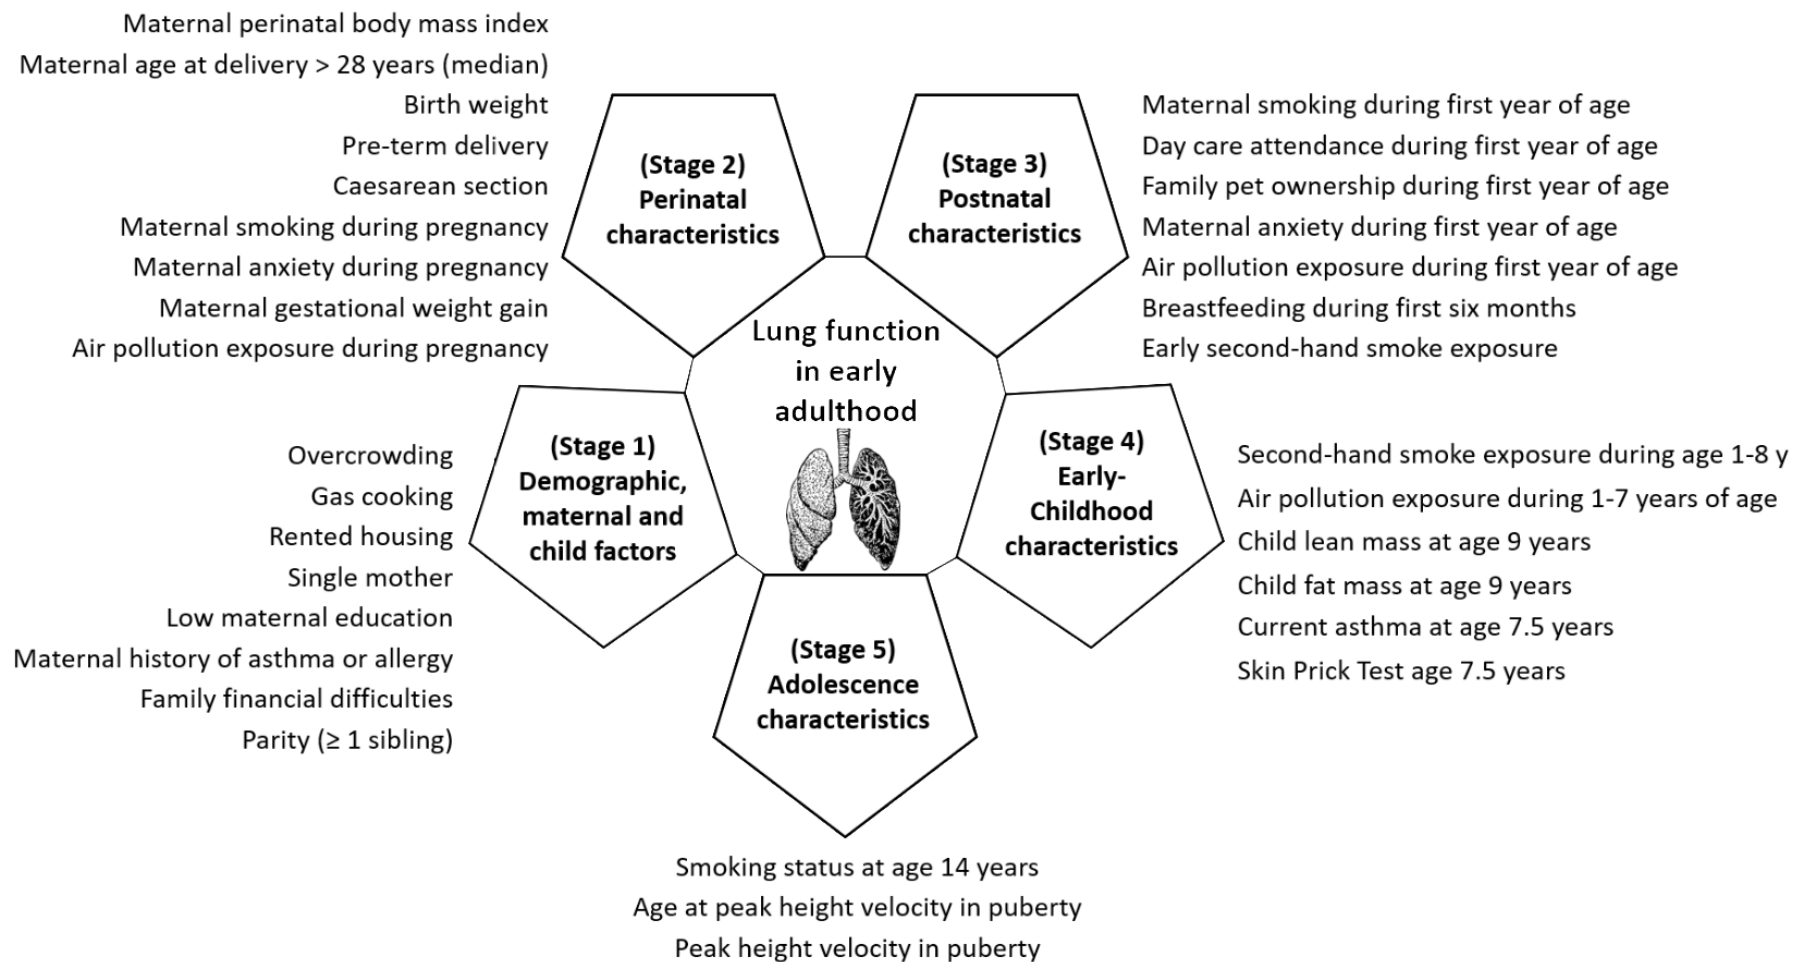 Maternal perinatal body mass index
Maternal age at delivery > 28 years (median)
Birth weight
Pre-term delivery
Caesarean section
Maternal smoking during pregnancy
Maternal anxiety during pregnancy
Maternal gestational weight gain
Air pollution exposure during pregnancy
(Stage 2)
Perinatal
characteristics
(Stage 3)
Postnatal
characteristics
Maternal smoking during first year of age
Day care attendance during first year of age
Family pet ownership during first year of age
Maternal anxiety during first year of age
Air pollution exposure during first year of age
Breastfeeding during first six months
Early second-hand smoke exposure
Lung function
in early
adulthood
Overcrowding
Gas cooking
Rented housing
Single mother
Low maternal education
Maternal history of asthma or allergy
Family financial difficulties
Parity (≥ 1 sibling)
(Stage 1)
Demographic,
maternal and
child factors
(Stage 4)
Early-
Childhood
characteristics
Second-hand smoke exposure during age 1-8 y
Air pollution exposure during 1-7 years of age
Child lean mass at age 9 years
Child fat mass at age 9 years
Current asthma at age 7.5 years
Skin Prick Test age 7.5 years
(Stage 5)
Adolescence
characteristics
Smoking status at age 14 years
Age at peak height velocity in puberty
Peak height velocity in puberty